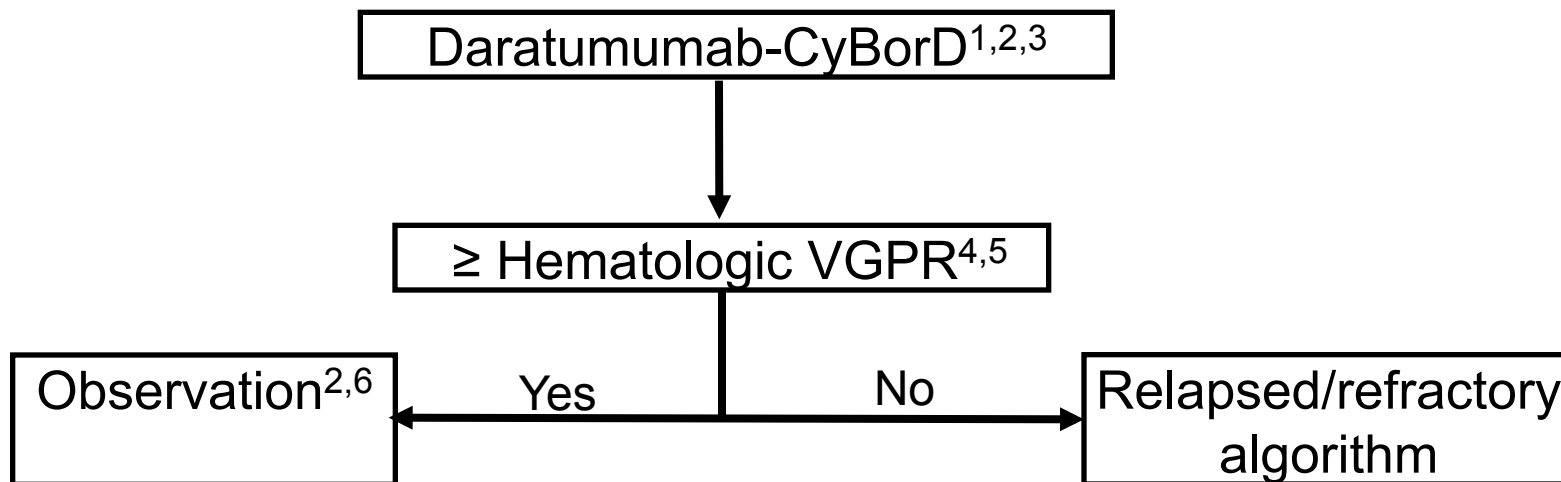 Daratumumab-CyBorD1,2,3
≥ Hematologic VGPR4,5
Observation2,6
Yes
No
Relapsed/refractory
algorithm